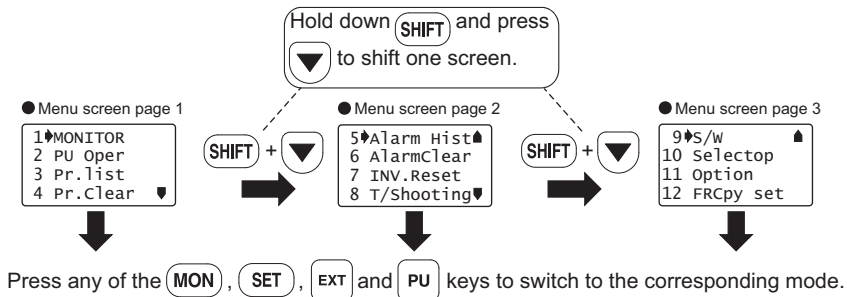 Hold down SHIFT and press
▼ to shift one screen.
● Menu screen page 1
1 MONITOR
2 PU Oper
3 Pr.list
4 Pr.Clear
SHIFT + ▼
● Menu screen page 2
5 Alarm Hist
6 AlarmClear
7 INV.Reset
8 T/Shooting
SHIFT + ▼
● Menu screen page 3
9 S/W
10 Selectop
11 Option
12 FRCpy set
Press any of the MON , SET , EXT and PU keys to switch to the corresponding mode.